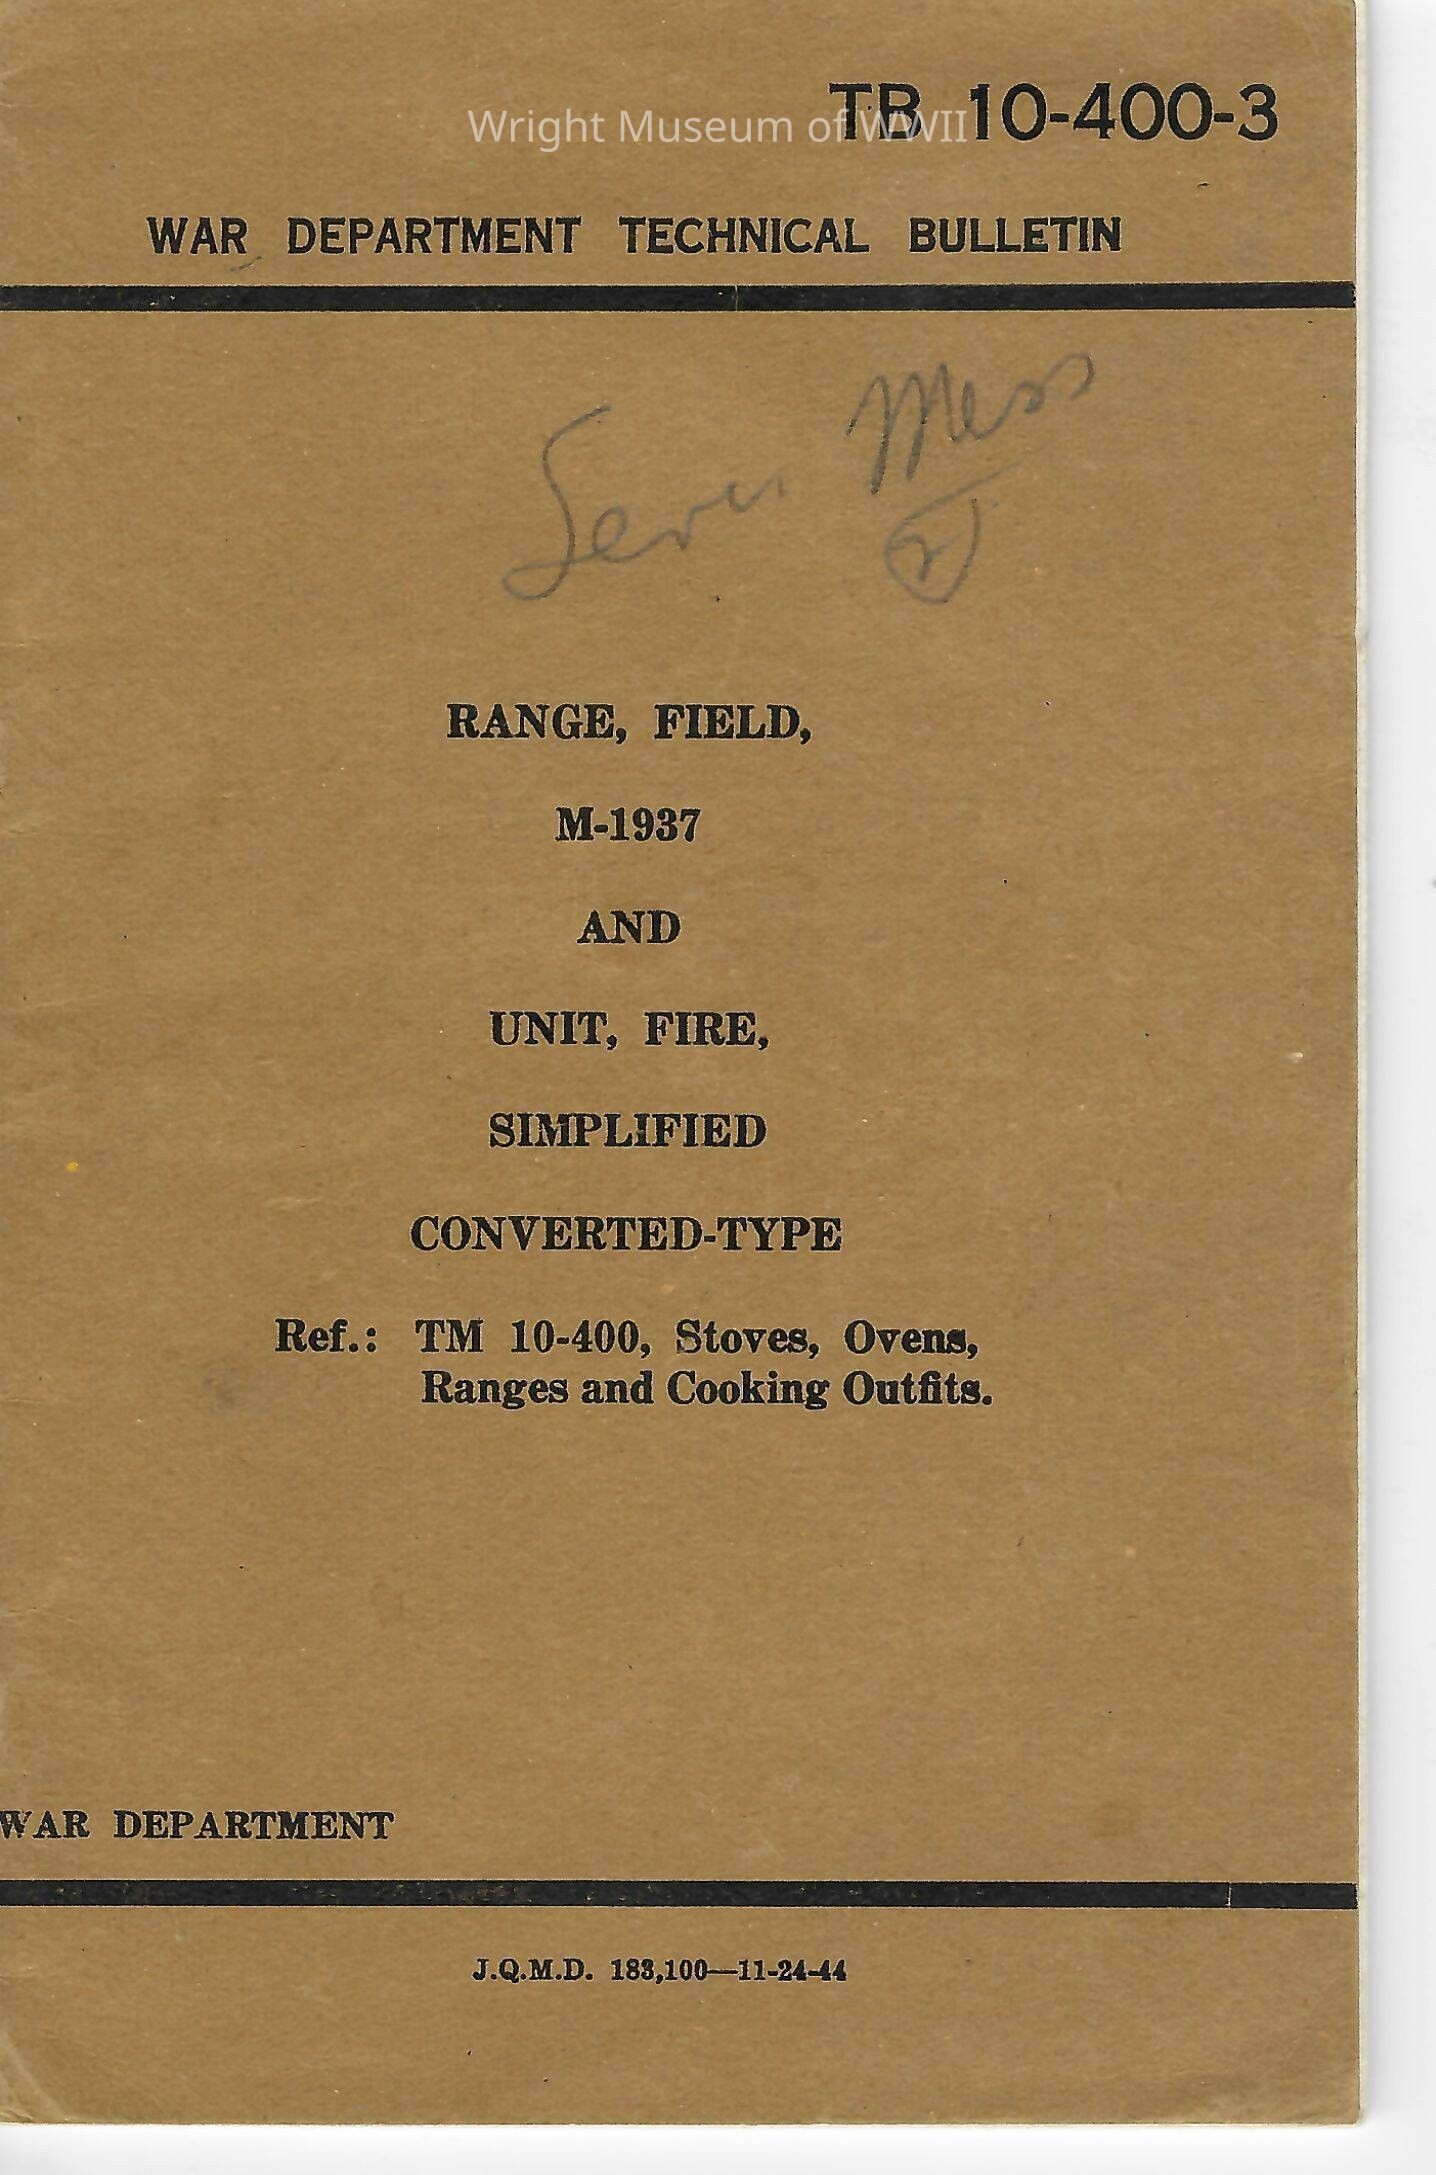 TB 10-400-3
Wright Museum of WWII
WAR DEPARTMENT TECHNICAL BULLETIN
Mess
2
RANGE, FIELD,
M-1937
AND
UNIT, FIRE,
SIMPLIFIED
CONVERTED-TYPE
Ref.: TM 10-400, Stoves, Ovens,
Ranges and Cooking Outfits.
WAR DEPARTMENT
J.Q.M.D. 183,100—11-24-44